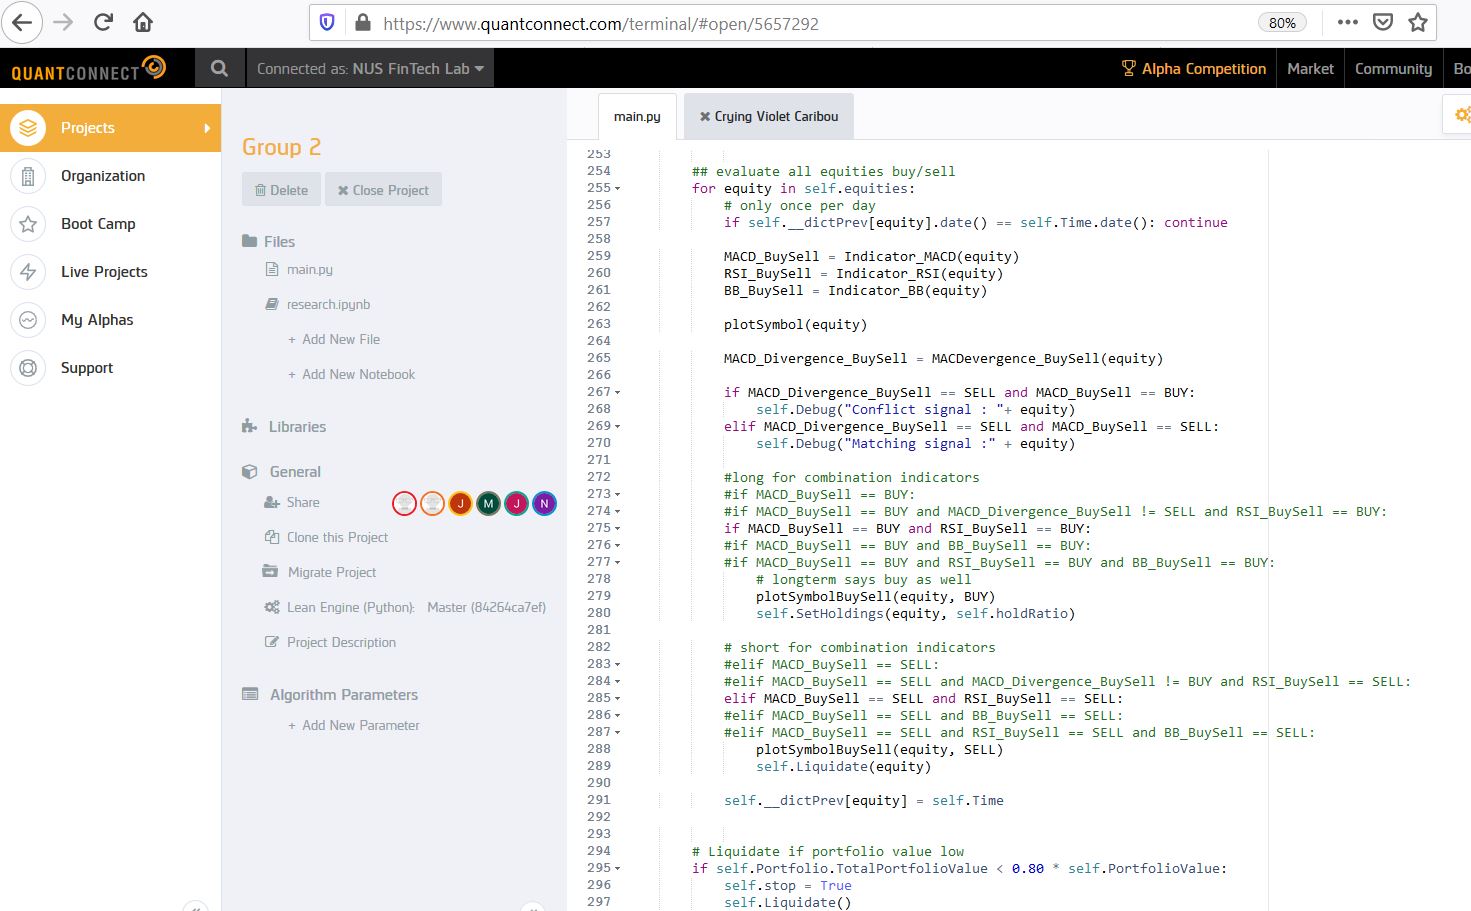 https://www.quantconnect.com/terminal/#open/5657292
80%
QUANTCONNECT
Connected as: NUS FinTech Lab
Alpha Competition
Market
Community
Bo
Projects
Organization
Boot Camp
Live Projects
My Alphas
Support
Group 2
Delete
Close Project
Files
main.py
research.ipynb
+ Add New File
+ Add New Notebook
Libraries
General
Share
J
M
J
N
Clone this Project
Migrate Project
Lean Engine (Python): Master (84264ca7ef)
Project Description
Algorithm Parameters
+ Add New Parameter
main.py
Crying Violet Caribou
253
254 ## evaluate all equities buy/sell
255 for equity in self.equities:
256 # only once per day
257 if self.__dictPrev[equity].date() == self.Time.date(): continue
258
259 MACD_BuySell = Indicator_MACD(equity)
260 RSI_BuySell = Indicator_RSI(equity)
261 BB_BuySell = Indicator_BB(equity)
262
263 plotSymbol(equity)
264
265 MACD_Divergence_BuySell = MACDevergence_BuySell(equity)
266
267 if MACD_Divergence_BuySell == SELL and MACD_BuySell == BUY:
268 self.Debug("Conflict signal : "+ equity)
269 elif MACD_Divergence_BuySell == SELL and MACD_BuySell == SELL:
270 self.Debug("Matching signal :" + equity)
271
272 #long for combination indicators
273 #if MACD_BuySell == BUY:
274 #if MACD_BuySell == BUY and MACD_Divergence_BuySell != SELL and RSI_BuySell == BUY:
275 if MACD_BuySell == BUY and RSI_BuySell == BUY:
276 #if MACD_BuySell == BUY and BB_BuySell == BUY:
277 #if MACD_BuySell == BUY and RSI_BuySell == BUY and BB_BuySell == BUY:
278 # longterm says buy as well
279 plotSymbolBuySell(equity, BUY)
280 self.SetHoldings(equity, self.holdRatio)
281
282 # short for combination indicators
283 #elif MACD_BuySell == SELL:
284 #elif MACD_BuySell == SELL and MACD_Divergence_BuySell != BUY and RSI_BuySell == SELL:
285 elif MACD_BuySell == SELL and RSI_BuySell == SELL:
286 #elif MACD_BuySell == SELL and BB_BuySell == SELL:
287 #elif MACD_BuySell == SELL and RSI_BuySell == SELL and BB_BuySell == SELL:
288 plotSymbolBuySell(equity, SELL)
289 self.Liquidate(equity)
290
291 self.__dictPrev[equity] = self.Time
292
293
294 # Liquidate if portfolio value low
295 if self.Portfolio.TotalPortfolioValue < 0.80 * self.PortfolioValue:
296 self.stop = True
297 self.Liquidate()